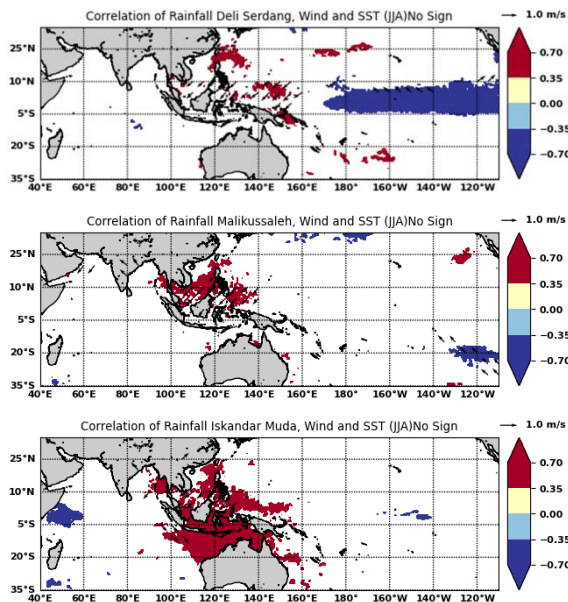 Correlation of Rainfall Deli Serdang, Wind and SST (JJA)No Sign
1.0 m/s
25°N
10°N
5°S
20°S
35°S
40°E 60°E 80°E 100°E 120°E 140°E 160°E 180°W 160°W 140°W 120°W
0.70
0.35
0.00
−0.35
−0.70
Correlation of Rainfall Malikussaleh, Wind and SST (JJA)No Sign
1.0 m/s
25°N
10°N
5°S
20°S
35°S
40°E 60°E 80°E 100°E 120°E 140°E 160°E 180°W 160°W 140°W 120°W
0.70
0.35
0.00
−0.35
−0.70
Correlation of Rainfall Iskandar Muda, Wind and SST (JJA)No Sign
1.0 m/s
25°N
10°N
5°S
20°S
35°S
40°E 60°E 80°E 100°E 120°E 140°E 160°E 180°W 160°W 140°W 120°W
0.70
0.35
0.00
−0.35
−0.70